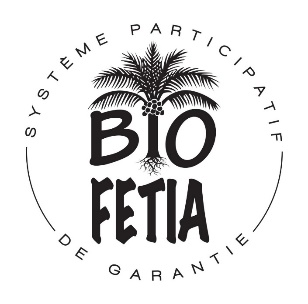 SYSTÈME PARTICIPATIF
BIO
FETIA
DE GARANTIE